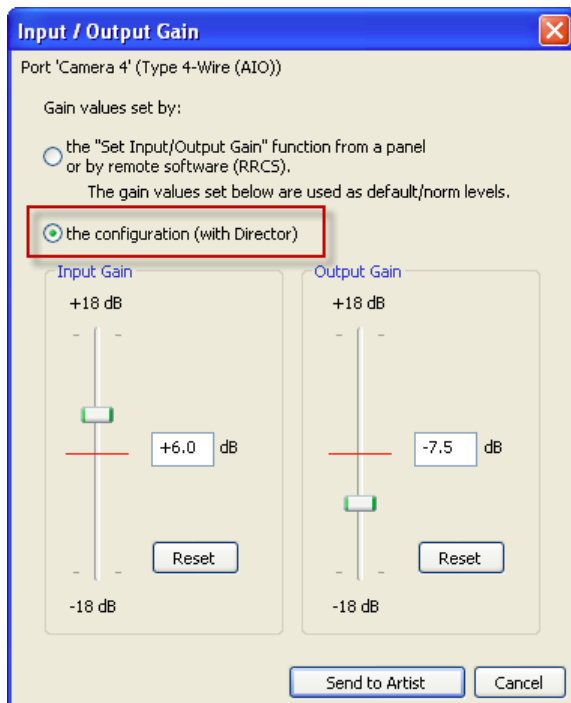 Input / Output Gain
Port 'Camera 4' (Type 4-Wire (AIO))
Gain values set by:
the "Set Input/Output Gain" function from a panel
or by remote software (RRCS).
The gain values set below are used as default/norm levels.
the configuration (with Director)
Input Gain
+18 dB
+6.0 dB
Reset
-18 dB
Output Gain
+18 dB
-7.5 dB
Reset
-18 dB
Send to Artist
Cancel